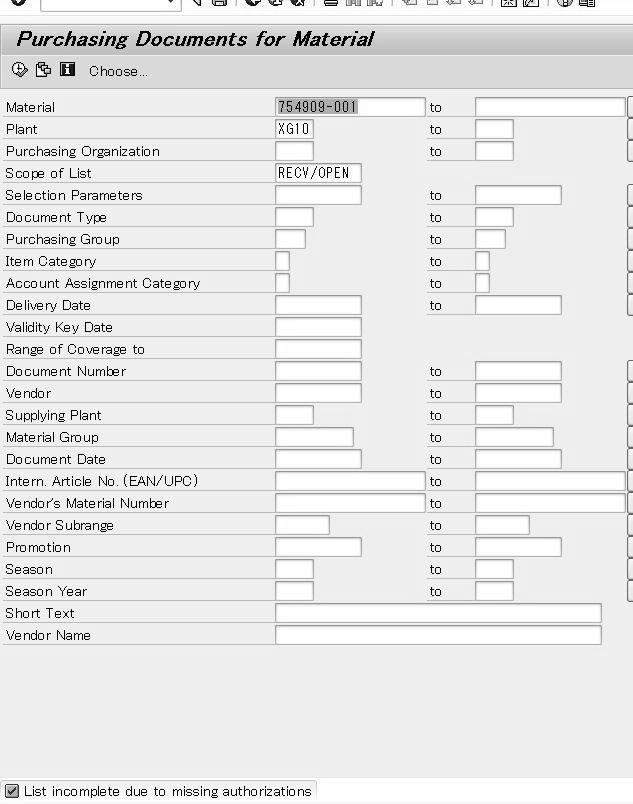 Purchasing Documents for Material
Choose...
Material 754909-001 to
Plant XG10 to
Purchasing Organization to
Scope of List RECV/OPEN
Selection Parameters to
Document Type to
Purchasing Group to
Item Category to
Account Assignment Category to
Delivery Date to
Validity Key Date
Range of Coverage to
Document Number to
Vendor to
Supplying Plant to
Material Group to
Document Date to
Intern. Article No. (EAN/UPC) to
Vendor's Material Number to
Vendor Subrange to
Promotion to
Season to
Season Year to
Short Text
Vendor Name
List incomplete due to missing authorizations